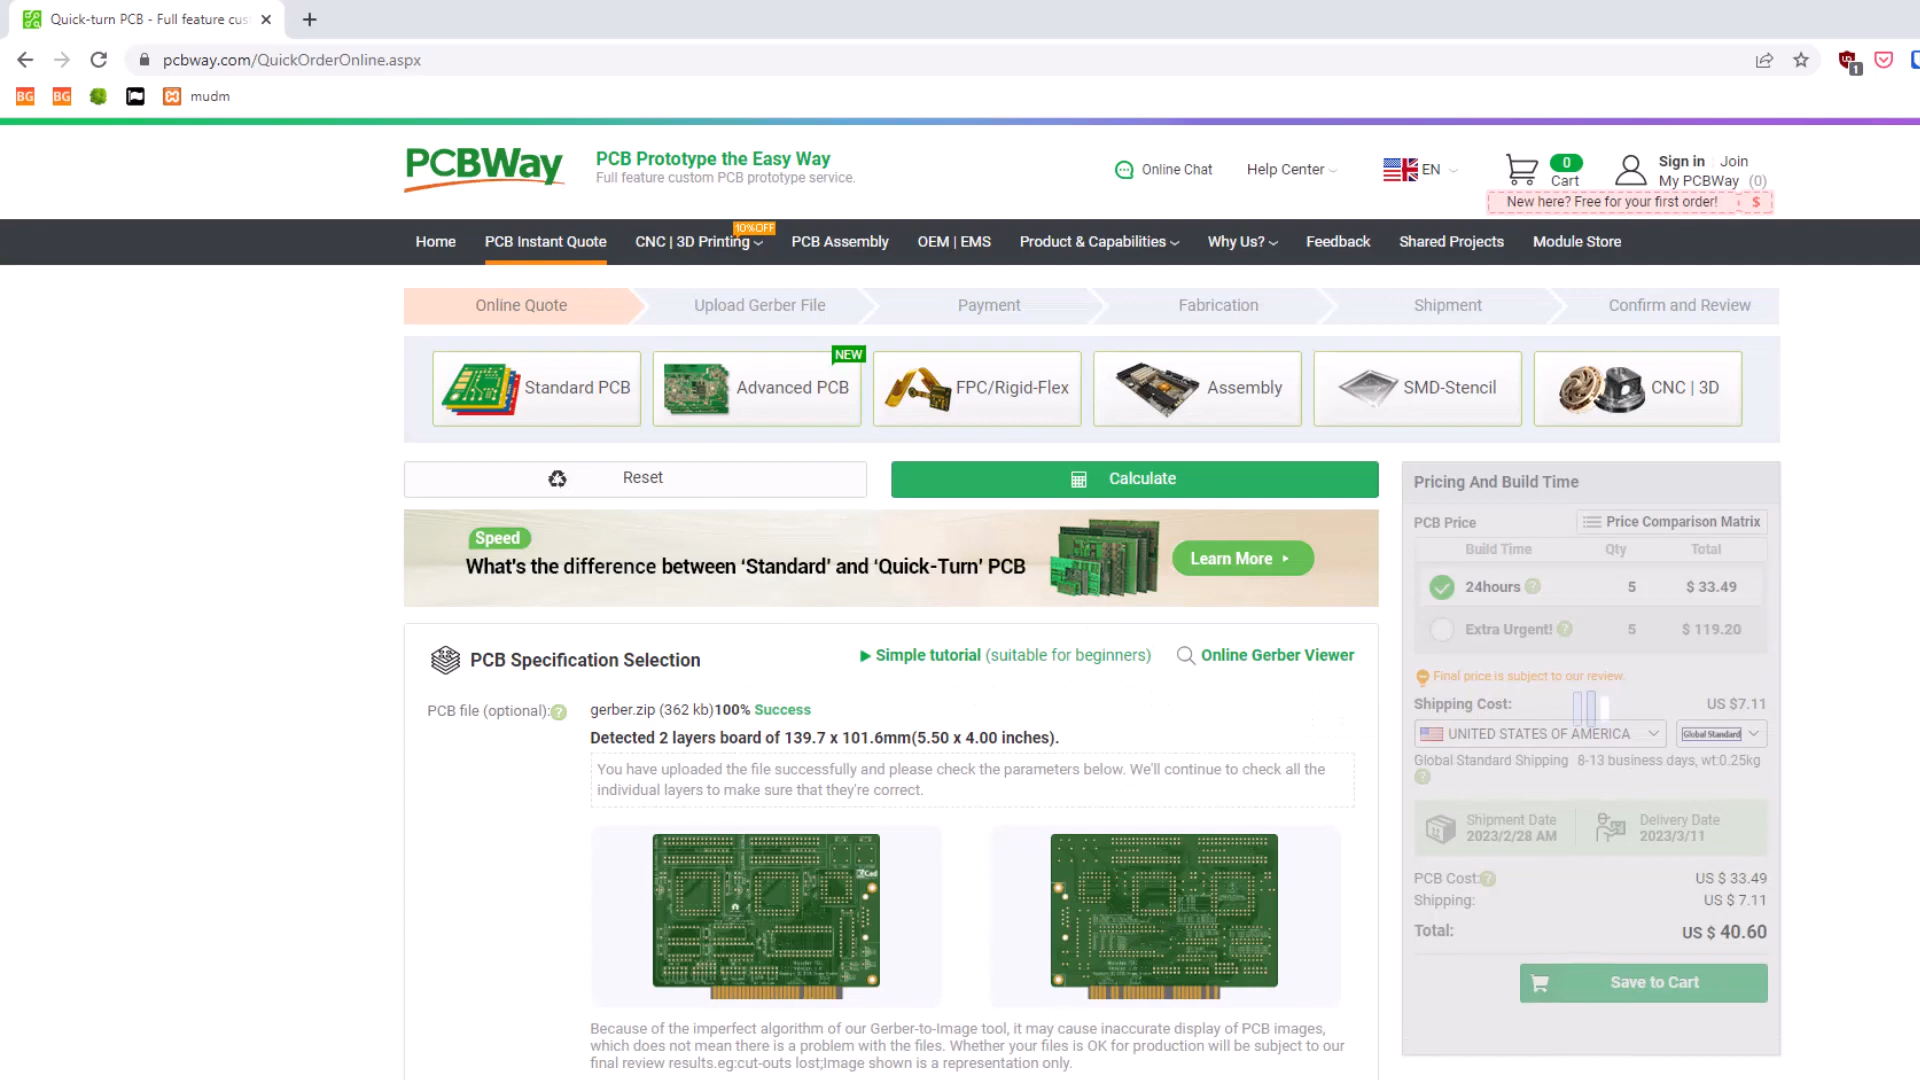 Quick-turn PCB - Full feature cus
pcbway.com/QuickOrderOnline.aspx
1
BG BG mudm
PCBWay
PCB Prototype the Easy Way
Full feature custom PCB prototype service.
Online Chat
Help Center
EN
0
Cart
Sign in Join
My PCBWay (0)
New here? Free for your first order! $
10%OFF
Home PCB Instant Quote CNC | 3D Printing PCB Assembly OEM | EMS Product & Capabilities Why Us? Feedback Shared Projects Module Store
Online Quote Upload Gerber File Payment Fabrication Shipment Confirm and Review
NEW
Standard PCB Advanced PCB FPC/Rigid-Flex Assembly SMD-Stencil CNC | 3D
Reset
Calculate
Speed
What's the difference between ‘Standard’ and ‘Quick-Turn’ PCB
Learn More
PCB Specification Selection
Simple tutorial (suitable for beginners)
Online Gerber Viewer
PCB file (optional):?
gerber.zip (362 kb)100% Success
Detected 2 layers board of 139.7 x 101.6mm(5.50 x 4.00 inches).
You have uploaded the file successfully and please check the parameters below. We'll continue to check all the
individual layers to make sure that they're correct.
Because of the imperfect algorithm of our Gerber-to-Image tool, it may cause inaccurate display of PCB images,
which does not mean there is a problem with the files. Whether your files is OK for production will be subject to our
final review results.eg:cut-outs lost;Image shown is a representation only.
Pricing And Build Time
PCB Price
Price Comparison Matrix
Build Time Qty Total
24hours ? 5 $ 33.49
Extra Urgent! ? 5 $ 119.20
Final price is subject to our review.
Shipping Cost: US $7.11
UNITED STATES OF AMERICA
Global Standard
Global Standard Shipping 8-13 business days, wt:0.25kg
?
Shipment Date
2023/2/28 AM
Delivery Date
2023/3/11
PCB Cost:? US $ 33.49
Shipping: US $ 7.11
Total: US $ 40.60
Save to Cart